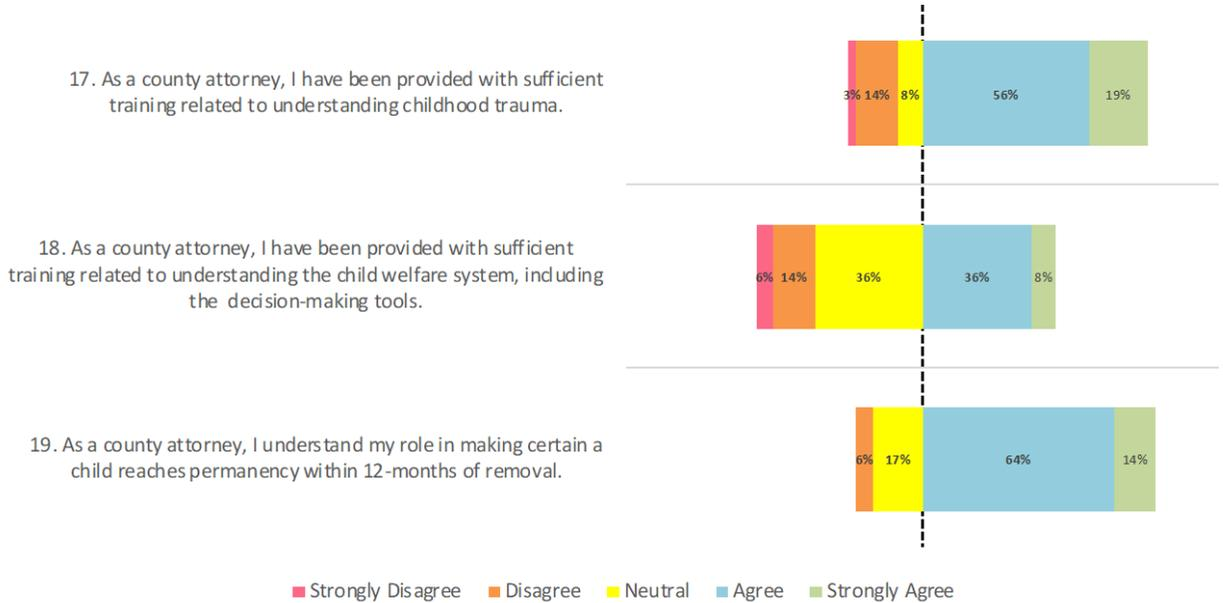 17. As a county attorney, I have been provided with sufficient
training related to understanding childhood trauma.
3% 14% 8% 56% 19%
18. As a county attorney, I have been provided with sufficient
training related to understanding the child welfare system, including
the decision-making tools.
6% 14% 36% 36% 8%
19. As a county attorney, I understand my role in making certain a
child reaches permanency within 12-months of removal.
6% 17% 64% 14%
Strongly Disagree Disagree Neutral Agree Strongly Agree